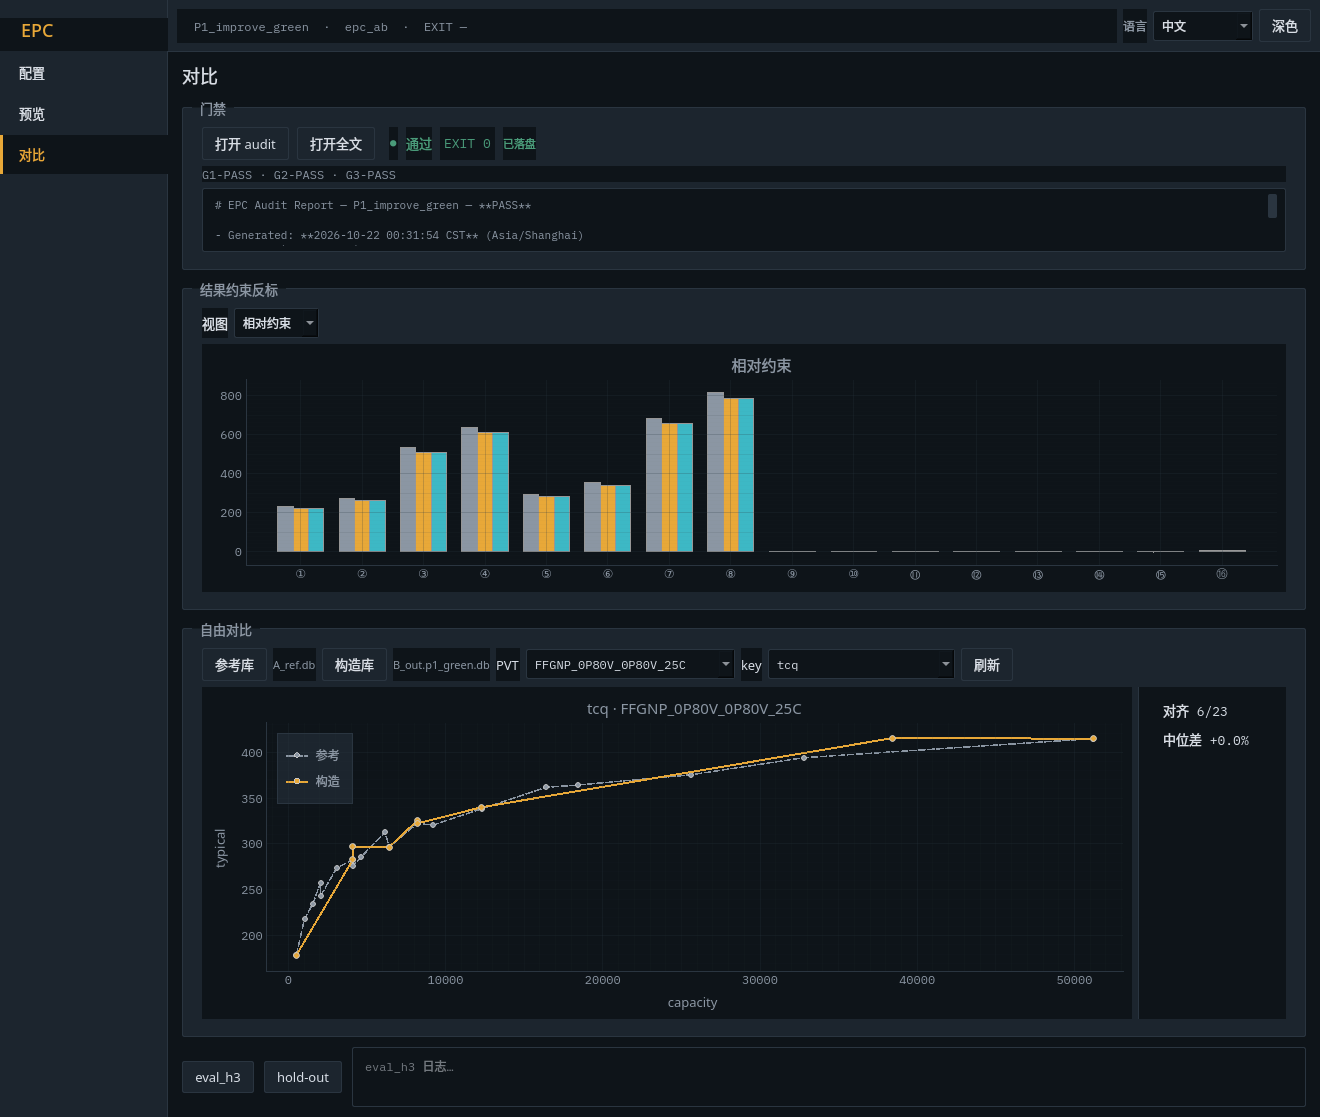 EPC
P1_improve_green · epc_ab · EXIT —
语言
中文
深色
配置
预览
对比
对比
门禁
打开 audit
打开全文
● 通过
EXIT 0
已落盘
G1-PASS · G2-PASS · G3-PASS
# EPC Audit Report — P1_improve_green — **PASS**
- Generated: **2026-10-22 00:31:54 CST** (Asia/Shanghai)
结果约束反标
视图
相对约束
相对约束
800
600
400
200
0
① ② ③ ④ ⑤ ⑥ ⑦ ⑧ ⑨ ⑩ ⑪ ⑫ ⑬ ⑭ ⑮ ⑯
自由对比
参考库
A_ref.db
构造库
B_out.p1_green.db
PVT
FFGNP_0P80V_0P80V_25C
key
tcq
刷新
tcq · FFGNP_0P80V_0P80V_25C
参考
构造
400
350
300
250
200
typical
0 10000 20000 30000 40000 50000
capacity
对齐 6/23
中位差 +0.0%
eval_h3
hold-out
eval_h3 日志…